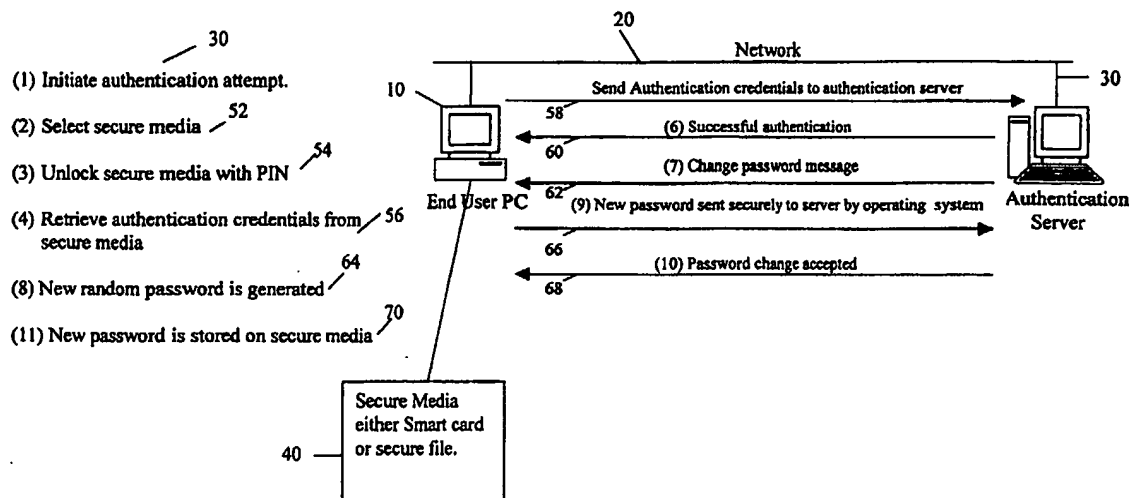 20
Network
30
(1) Initiate authentication attempt.
10
Send Authentication credentials to authentication server
30
58
(2) Select secure media
52
(6) Successful authentication
60
(3) Unlock secure media with PIN
54
(7) Change password message
62
End User PC
Authentication
Server
(4) Retrieve authentication credentials from
secure media
56
(9) New password sent securely to server by operating system
66
(8) New random password is generated
64
(10) Password change accepted
68
(11) New password is stored on secure media
70
Secure Media
either Smart card
or secure file.
40